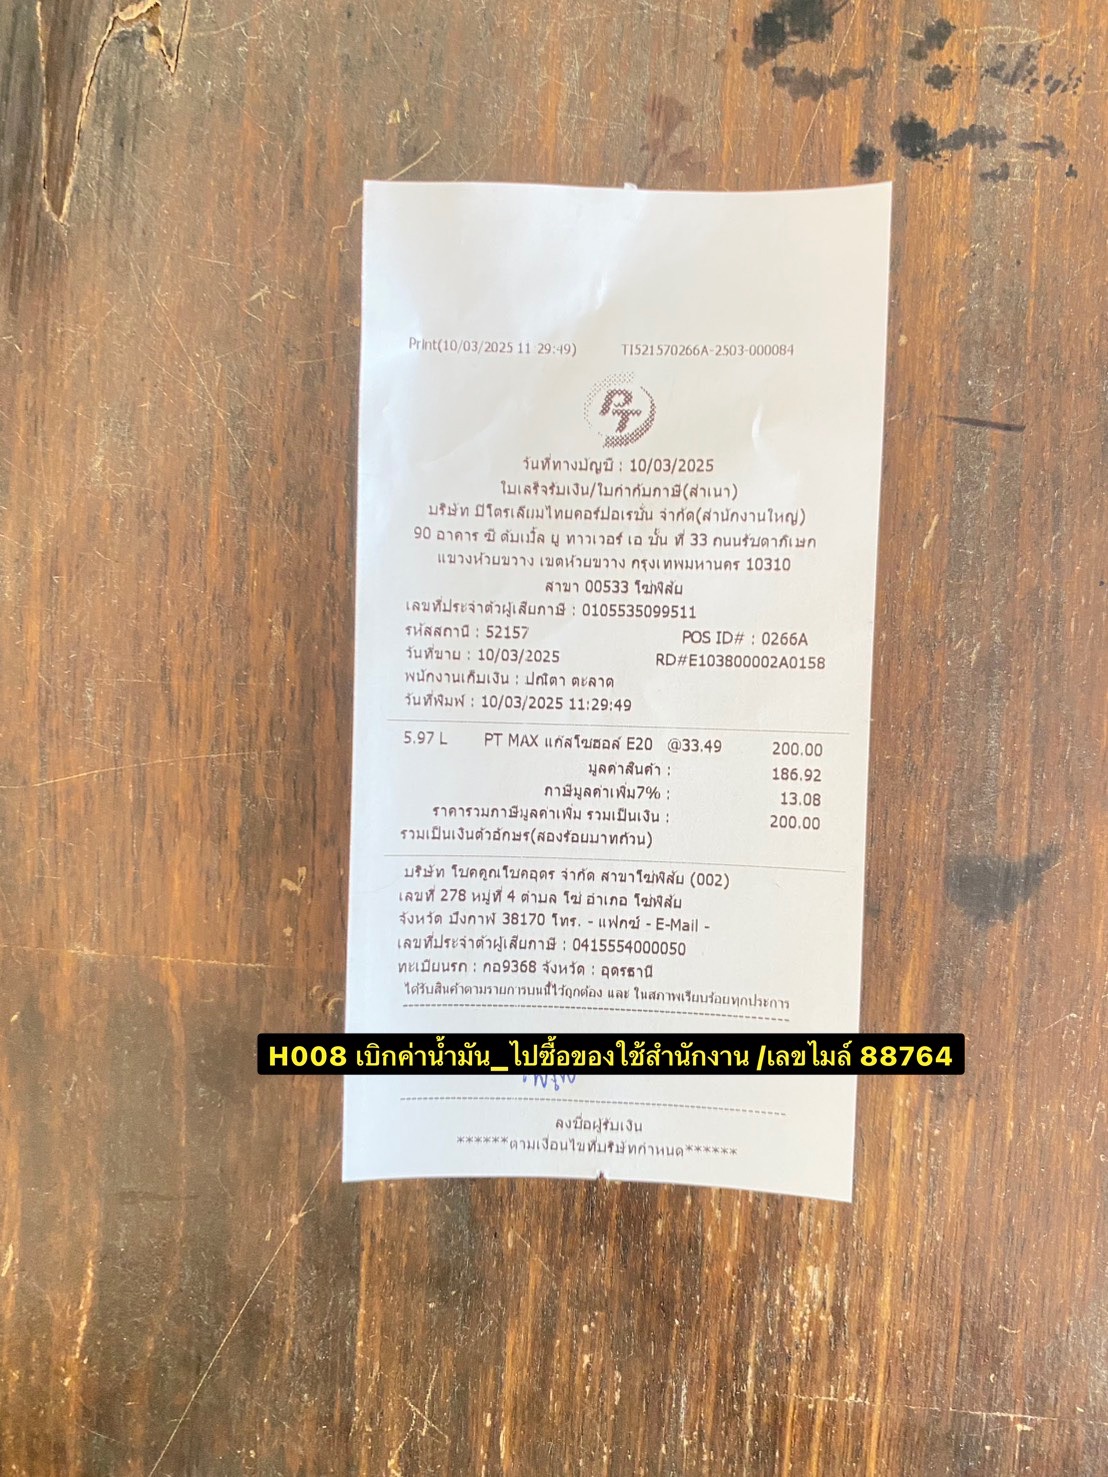 Print(10/03/2025 11:29:49) TI521570266A-2503-000084
PT
วันที่ทางบัญชี : 10/03/2025
ใบเสร็จรับเงิน/ใบกำกับภาษี(สำเนา)
บริษัท ปิโตรเลียมไทยคอร์ปอเรชั่น จำกัด(สำนักงานใหญ่)
90 อาคาร ซี ดับเบิ้ล ยู ทาวเวอร์ เอ ชั้น ที่ 33 ถนนรัชดาภิเษก
แขวงห้วยขวาง เขตห้วยขวาง กรุงเทพมหานคร 10310
สาขา 00533 โซ่พิสัย
เลขที่ประจำตัวผู้เสียภาษี : 0105535099511
รหัสสถานี : 52157 POS ID# : 0266A
วันที่ขาย : 10/03/2025 RD#E103800002A0158
พนักงานเก็บเงิน : ปณิตา ตะลาด
วันที่พิมพ์ : 10/03/2025 11:29:49
5.97 L PT MAX แก๊สโซฮอล์ E20 @33.49 200.00
มูลค่าสินค้า : 186.92
ภาษีมูลค่าเพิ่ม7% : 13.08
ราคารวมภาษีมูลค่าเพิ่ม รวมเป็นเงิน : 200.00
รวมเป็นเงินตัวอักษร(สองร้อยบาทถ้วน)
บริษัท โชคคูณโชคอุดร จำกัด สาขาโซ่พิสัย (002)
เลขที่ 278 หมู่ที่ 4 ตำบล โซ่ อำเภอ โซ่พิสัย
จังหวัด บึงกาฬ 38170 โทร. - แฟกซ์ - E-Mail -
เลขที่ประจำตัวผู้เสียภาษี : 0415554000050
ทะเบียนรถ : กอ9368 จังหวัด : อุดรธานี
ได้รับสินค้าตามรายการบนนี้ไว้ถูกต้อง และ ในสภาพเรียบร้อยทุกประการ
H008 เบิกค่าน้ำมัน_ไปซื้อของใช้สำนักงาน /เลขไมล์ 88764
ลงชื่อผู้รับเงิน
******ตามเงื่อนไขที่บริษัทกำหนด******